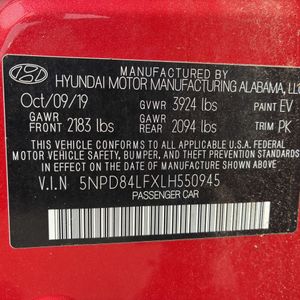 MANUFACTURED BY
HYUNDAI MOTOR MANUFACTURING ALABAMA, LLC
Oct/09/19 GVWR 3924 lbs PAINT EV
GAWR FRONT 2183 lbs GAWR REAR 2094 lbs TRIM PK
THIS VEHICLE CONFORMS TO ALL APPLICABLE U.S. FEDERAL MOTOR
VEHICLE SAFETY, BUMPER, AND THEFT PREVENTION STANDARDS
IN EFFECT ON THE DATE OF MANUFACTURE SHOWN ABOVE.
V.I.N 5NPD84LFXLH550945
PASSENGER CAR